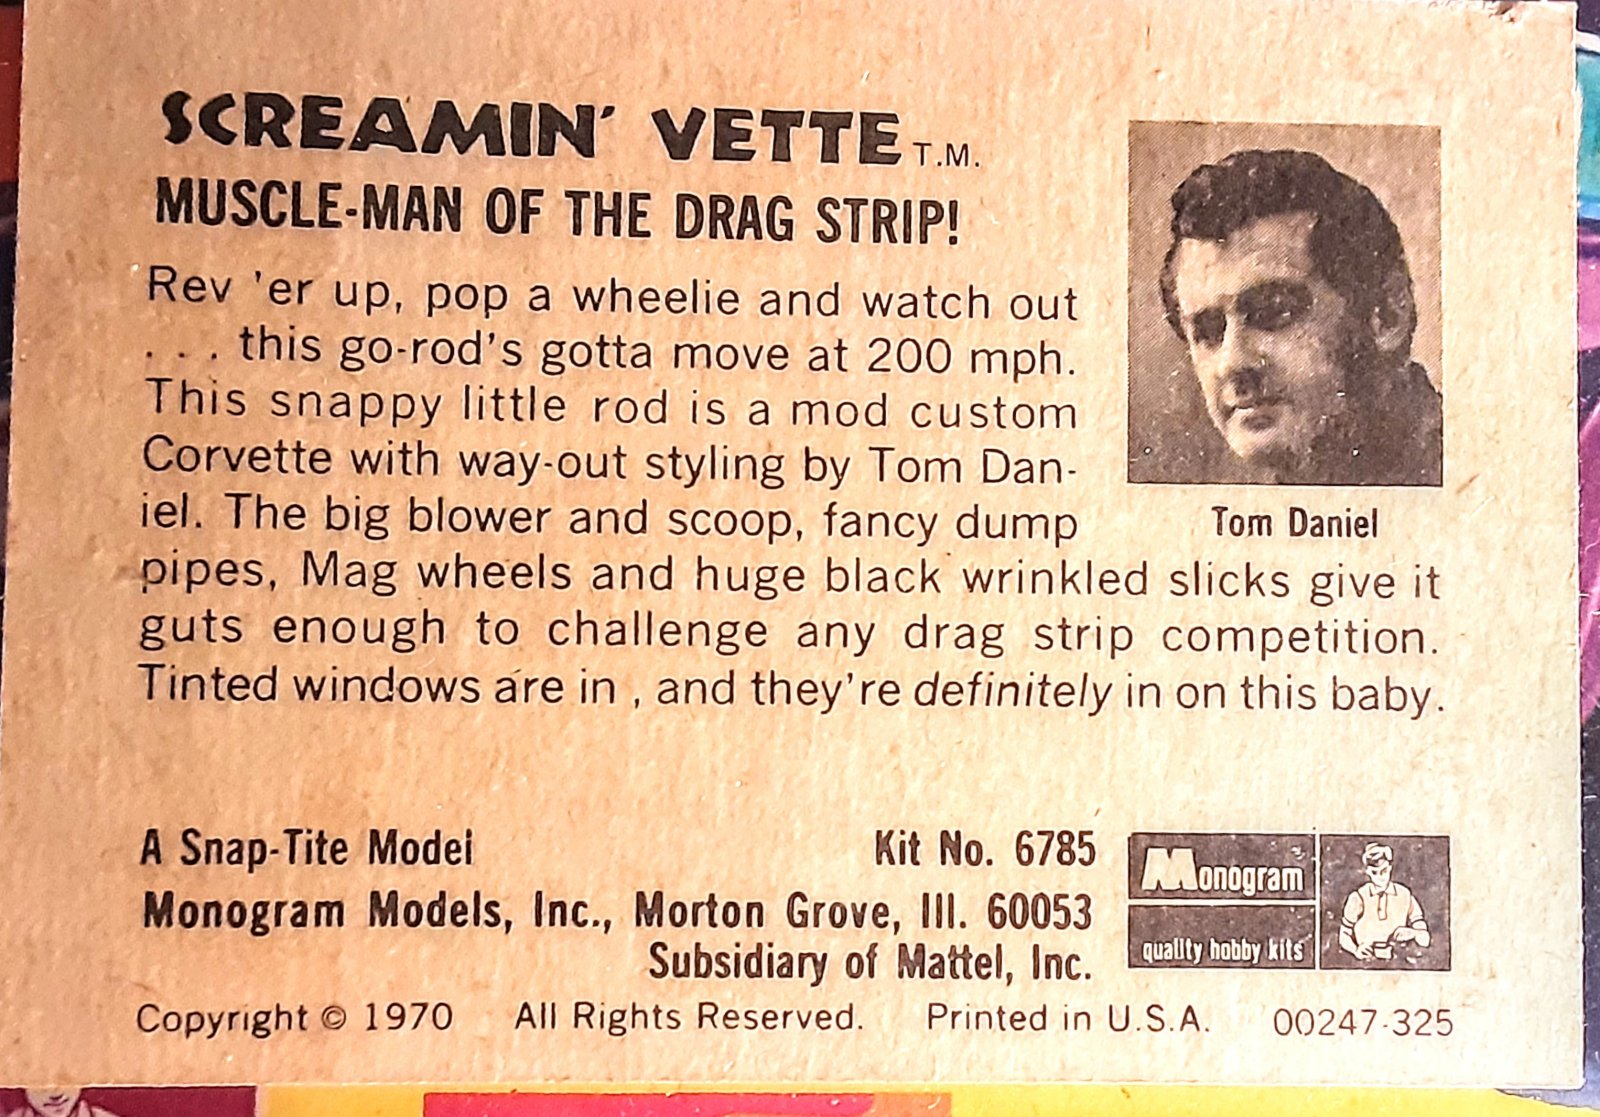 SCREAMIN' VETTE T.M.
MUSCLE-MAN OF THE DRAG STRIP!
Rev 'er up, pop a wheelie and watch out
. . . this go-rod's gotta move at 200 mph.
This snappy little rod is a mod custom
Corvette with way-out styling by Tom Dan-
iel. The big blower and scoop, fancy dump
pipes, Mag wheels and huge black wrinkled slicks give it
guts enough to challenge any drag strip competition.
Tinted windows are in , and they're definitely in on this baby.
Tom Daniel
A Snap-Tite Model
Kit No. 6785
Monogram Models, Inc., Morton Grove, Ill. 60053
Subsidiary of Mattel, Inc.
Monogram
quality hobby kits
Copyright © 1970 All Rights Reserved. Printed in U.S.A. 00247-325